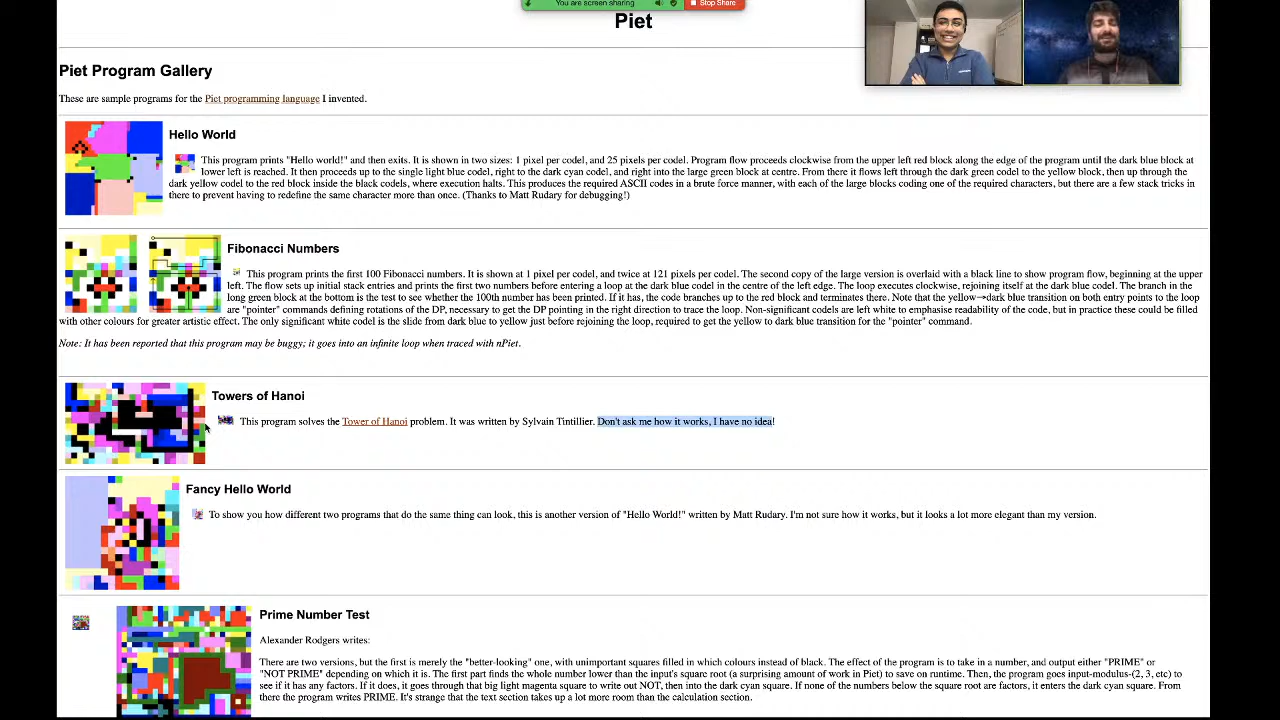 You are screen sharing
Stop Share
Piet
Piet Program Gallery
These are sample programs for the Piet programming language I invented.
Hello World
This program prints "Hello world!" and then exits. It is shown in two sizes: 1 pixel per codel, and 25 pixels per codel. Program flow proceeds clockwise from the upper left red block along the edge of the program until the dark blue block at
lower left is reached. It then proceeds up to the single light blue codel, right to the dark cyan codel, and right into the large green block at centre. From there it flows left through the dark green codel to the yellow block, then up through the
dark yellow codel to the red block inside the black codels, where execution halts. This produces the required ASCII codes in a brute force manner, with each of the large blocks coding one of the required characters, but there are a few stack tricks in
there to prevent having to redefine the same character more than once. (Thanks to Matt Rudary for debugging!)
Fibonacci Numbers
This program prints the first 100 Fibonacci numbers. It is shown at 1 pixel per codel, and twice at 121 pixels per codel. The second copy of the large version is overlaid with a black line to show program flow, beginning at the upper
left. The flow sets up initial stack entries and prints the first two numbers before entering a loop at the dark blue codel in the centre of the left edge. The loop executes clockwise, rejoining itself at the dark blue codel. The branch in the
long green block at the bottom is the test to see whether the 100th number has been printed. If it has, the code branches up to the red block and terminates there. Note that the yellow→dark blue transition on both entry points to the loop
are "pointer" commands defining rotations of the DP, necessary to get the DP pointing in the right direction to trace the loop. Non-significant codels are left white to emphasise readability of the code, but in practice these could be filled
with other colours for greater artistic effect. The only significant white codel is the slide from dark blue to yellow just before rejoining the loop, required to get the yellow to dark blue transition for the "pointer" command.
Note: It has been reported that this program may be buggy; it goes into an infinite loop when traced with nPiet.
Towers of Hanoi
This program solves the Tower of Hanoi problem. It was written by Sylvain Tintillier. Don't ask me how it works, I have no idea!
Fancy Hello World
To show you how different two programs that do the same thing can look, this is another version of "Hello World!" written by Matt Rudary. I'm not sure how it works, but it looks a lot more elegant than my version.
Prime Number Test
Alexander Rodgers writes:
There are two versions, but the first is merely the "better-looking" one, with unimportant squares filled in which colours instead of black. The effect of the program is to take in a number, and output either "PRIME" or
"NOT PRIME" depending on which it is. The first part finds the whole number lower than the input's square root (a surprising amount of work in Piet) to save on runtime. Then, the program goes input-modulus-(2, 3, etc) to
see if it has any factors. If it does, it goes through that big light magenta square to write out NOT, then into the dark cyan square. If none of the numbers below the square root are factors, it enters the dark cyan square. From
there the program writes PRIME. It's strange that the text section takes up a lot more room than the calculation section.